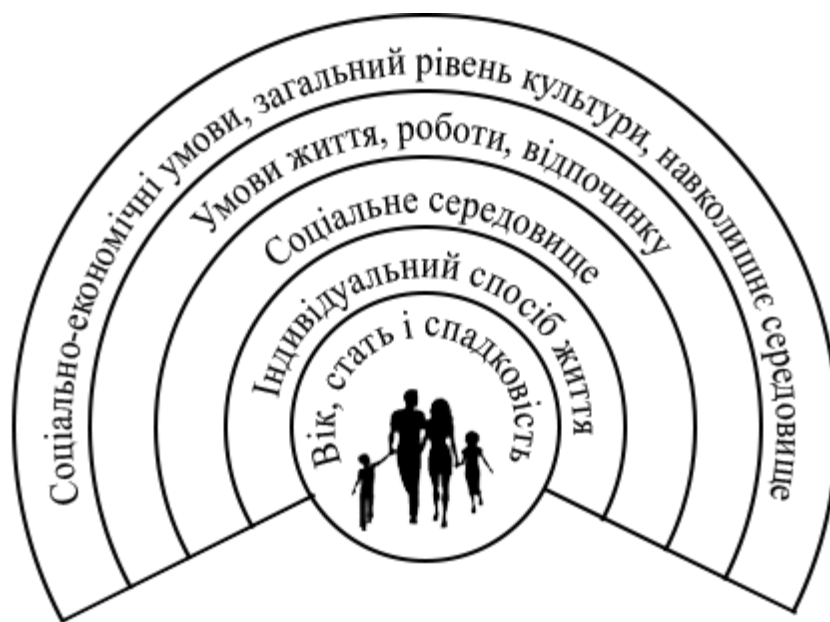 Соціально-економічні умови, загальний рівень культури, навколишнє середовище
Умови життя, роботи, відпочинку
Соціальне середовище
Індивідуальний спосіб життя
Вік, стать і спадковість